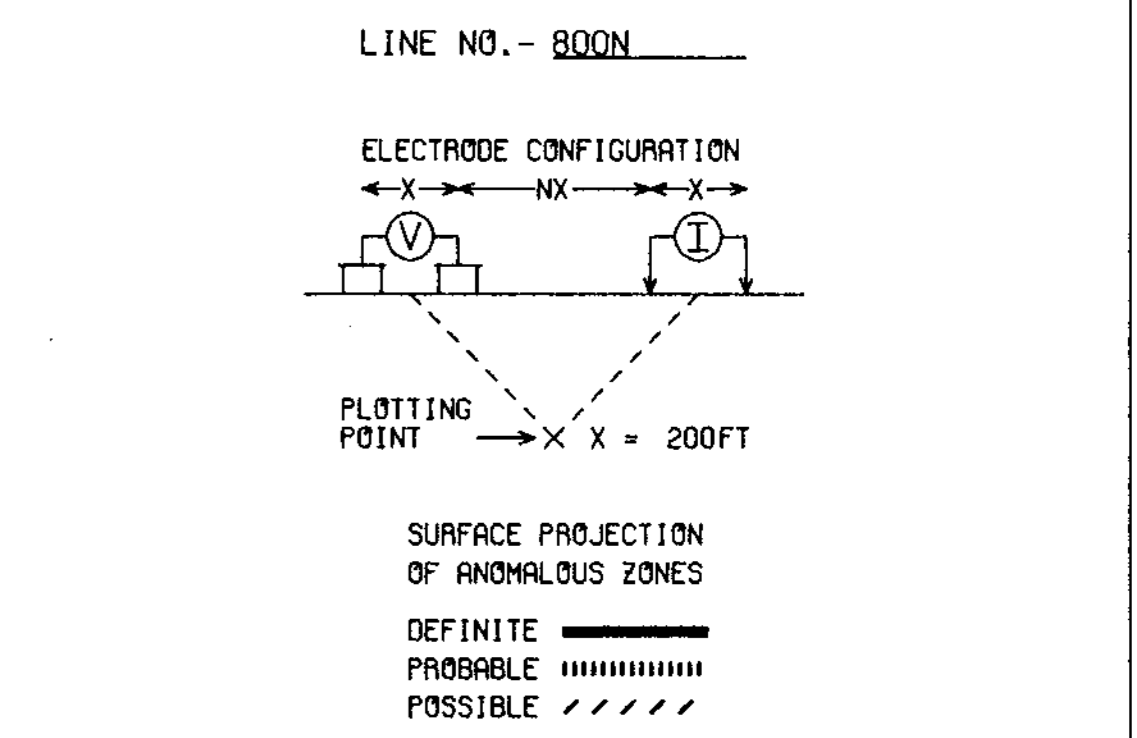 LINE NO.- 800N
ELECTRODE CONFIGURATION
X NX X
V I
PLOTTING
POINT X = 200FT
SURFACE PROJECTION
OF ANOMALOUS ZONES
DEFINITE
PROBABLE
POSSIBLE